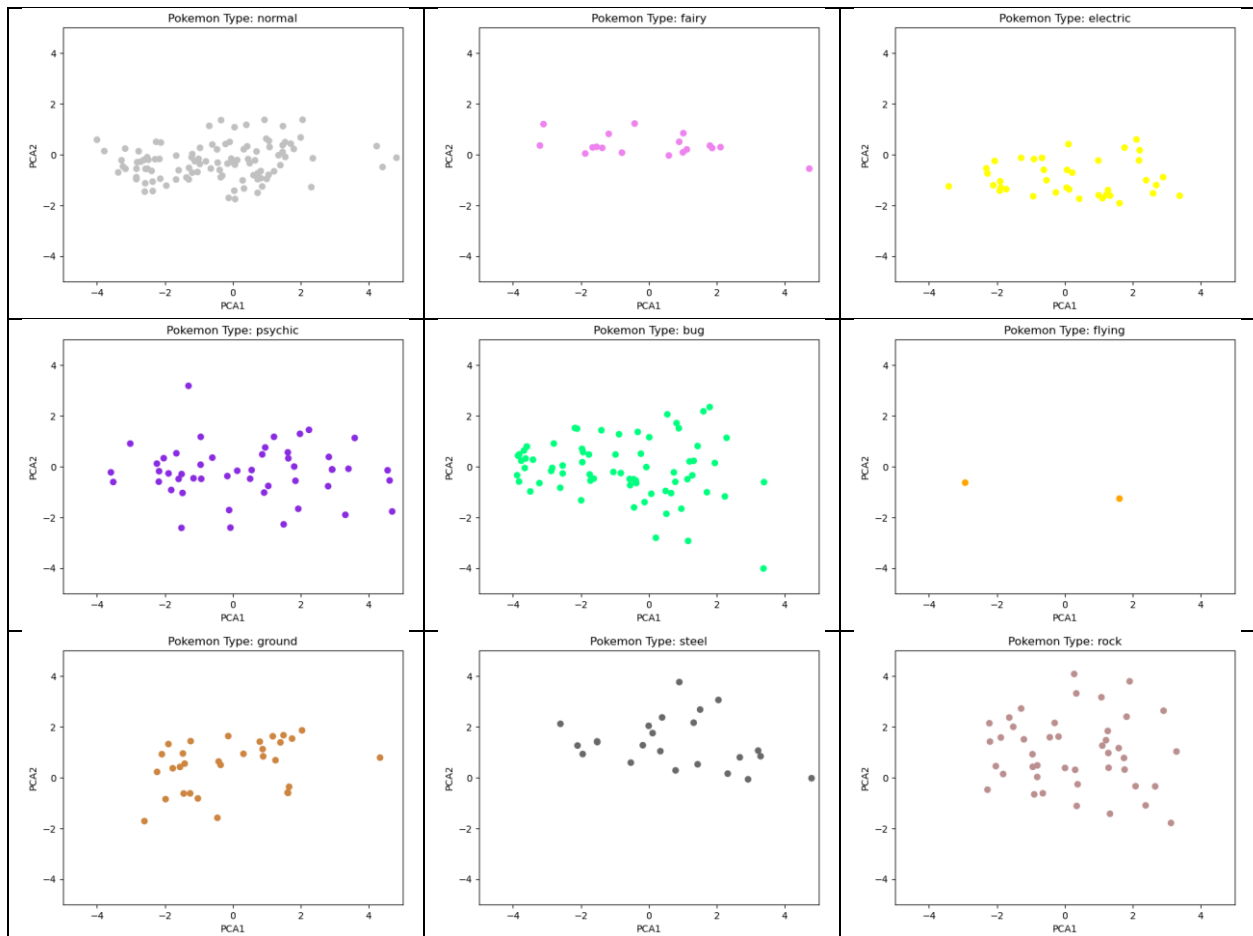 Pokemon Type: normal
4
2
0
−2
−4
PCA2
−4 −2 0 2 4
PCA1
Pokemon Type: fairy
4
2
0
−2
−4
PCA2
−4 −2 0 2 4
PCA1
Pokemon Type: electric
4
2
0
−2
−4
PCA2
−4 −2 0 2 4
PCA1
Pokemon Type: psychic
4
2
0
−2
−4
PCA2
−4 −2 0 2 4
PCA1
Pokemon Type: bug
4
2
0
−2
−4
PCA2
−4 −2 0 2 4
PCA1
Pokemon Type: flying
4
2
0
−2
−4
PCA2
−4 −2 0 2 4
PCA1
Pokemon Type: ground
4
2
0
−2
−4
PCA2
−4 −2 0 2 4
PCA1
Pokemon Type: steel
4
2
0
−2
−4
PCA2
−4 −2 0 2 4
PCA1
Pokemon Type: rock
4
2
0
−2
−4
PCA2
−4 −2 0 2 4
PCA1